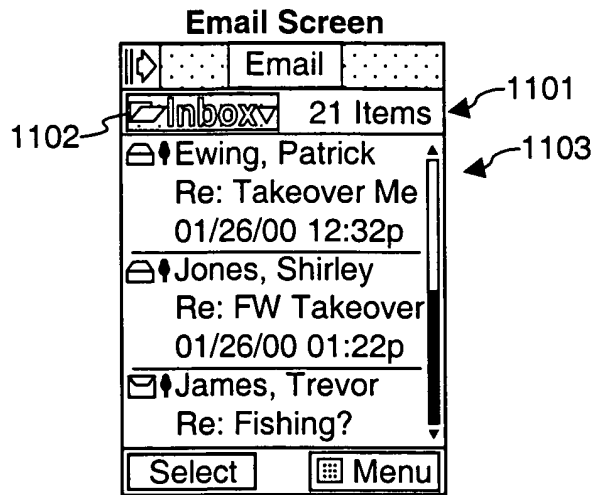 Email Screen
Email
Inbox 21 Items
1101
1102
1103
Ewing, Patrick
Re: Takeover Me
01/26/00 12:32p
Jones, Shirley
Re: FW Takeover
01/26/00 01:22p
James, Trevor
Re: Fishing?
Select Menu